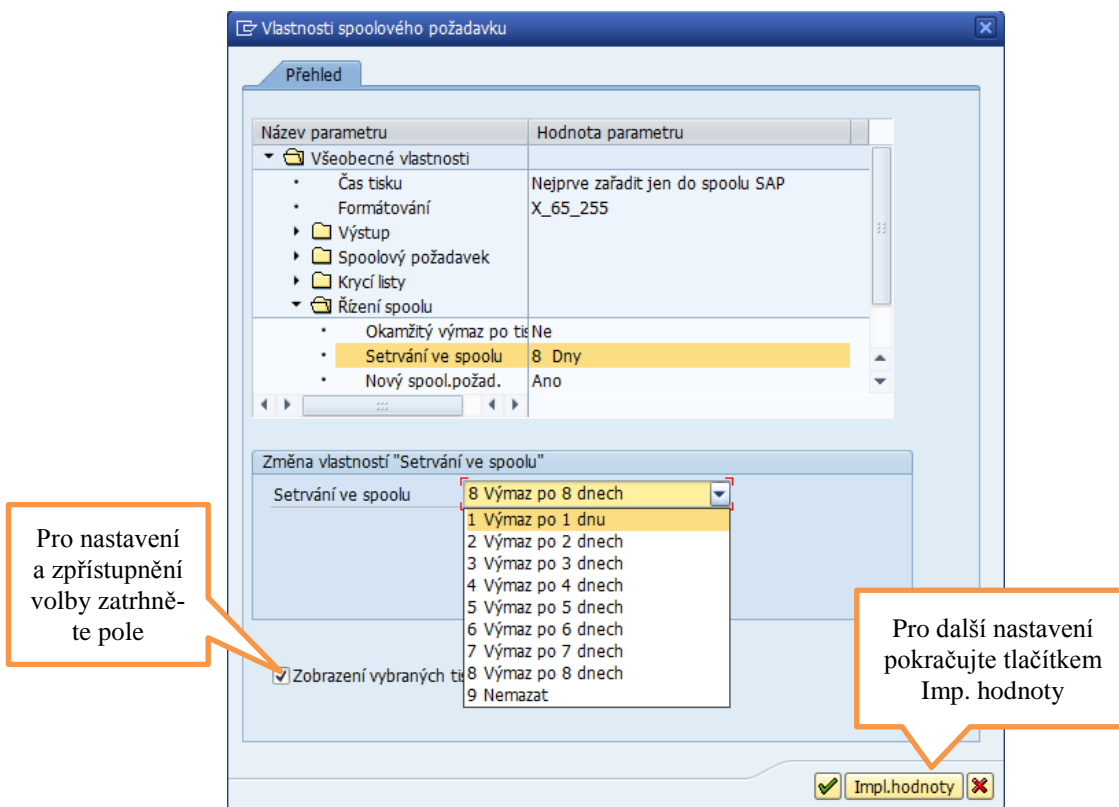 Vlastnosti spoolového požadavku
Přehled
Název parametru Hodnota parametru
Všeobecné vlastnosti
Čas tisku Nejprve zařadit jen do spoolu SAP
Formátování X_65_255
Výstup
Spoolový požadavek
Krycí listy
Řízení spoolu
Okamžitý výmaz po tis Ne
Setrvání ve spoolu 8 Dny
Nový spool.požad. Ano
Změna vlastností "Setrvání ve spoolu"
Setrvání ve spoolu 8 Výmaz po 8 dnech
1 Výmaz po 1 dnu
2 Výmaz po 2 dnech
3 Výmaz po 3 dnech
4 Výmaz po 4 dnech
5 Výmaz po 5 dnech
6 Výmaz po 6 dnech
7 Výmaz po 7 dnech
8 Výmaz po 8 dnech
9 Nemazat
Zobrazení vybraných
Pro nastavení
a zpřístupnění
volby zatrhně-
te pole
Pro další nastavení
pokračujte tlačítkem
Imp. hodnoty
Impl.hodnoty